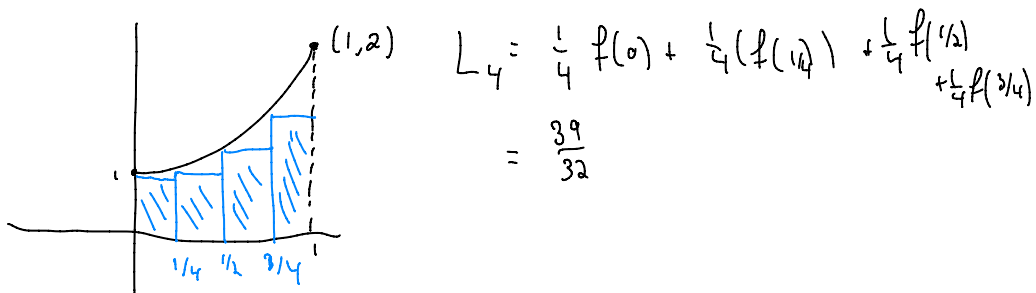 (1,2)
L₄ = 1/4 f(0) + 1/4 (f(1/4)) + 1/4 f(1/2)
+ 1/4 f(3/4)
1
= 39/32
1/4 1/2 3/4 1